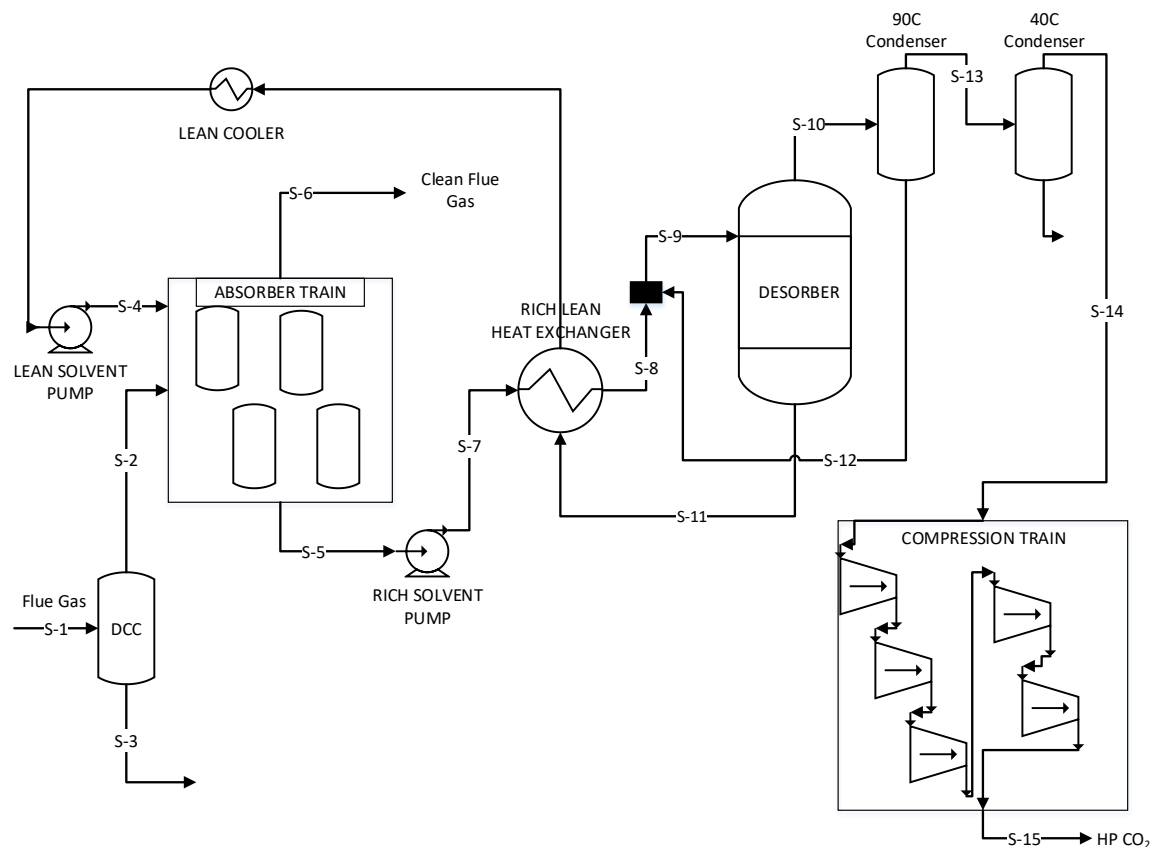 90C
Condenser
40C
Condenser
S-13
LEAN COOLER
S-10
S-6
Clean Flue
Gas
S-9
ABSORBER TRAIN
DESORBER
S-4
RICH LEAN
HEAT EXCHANGER
S-14
LEAN SOLVENT
PUMP
S-8
S-7
S-2
S-12
S-11
COMPRESSION TRAIN
S-5
RICH SOLVENT
PUMP
Flue Gas
S-1
DCC
S-3
S-15
HP CO₂